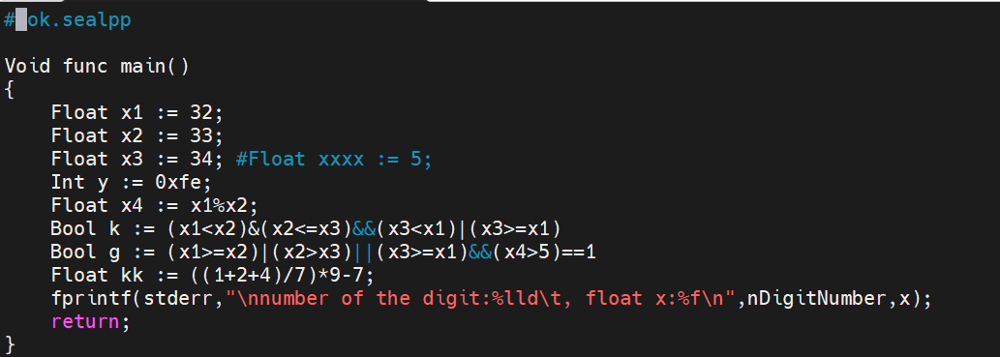 # ok.sealpp
Void func main()
{
    Float x1 := 32;
    Float x2 := 33;
    Float x3 := 34; #Float xxxx := 5;
    Int y := 0xfe;
    Float x4 := x1%x2;
    Bool k := (x1<x2)&(x2<=x3)&&(x3<x1)|(x3>=x1)
    Bool g := (x1>=x2)|(x2>x3)||(x3>=x1)&&(x4>5)==1
    Float kk := ((1+2+4)/7)*9-7;
    fprintf(stderr,"\nnumber of the digit:%lld\t, float x:%f\n",nDigitNumber,x);
    return;
}